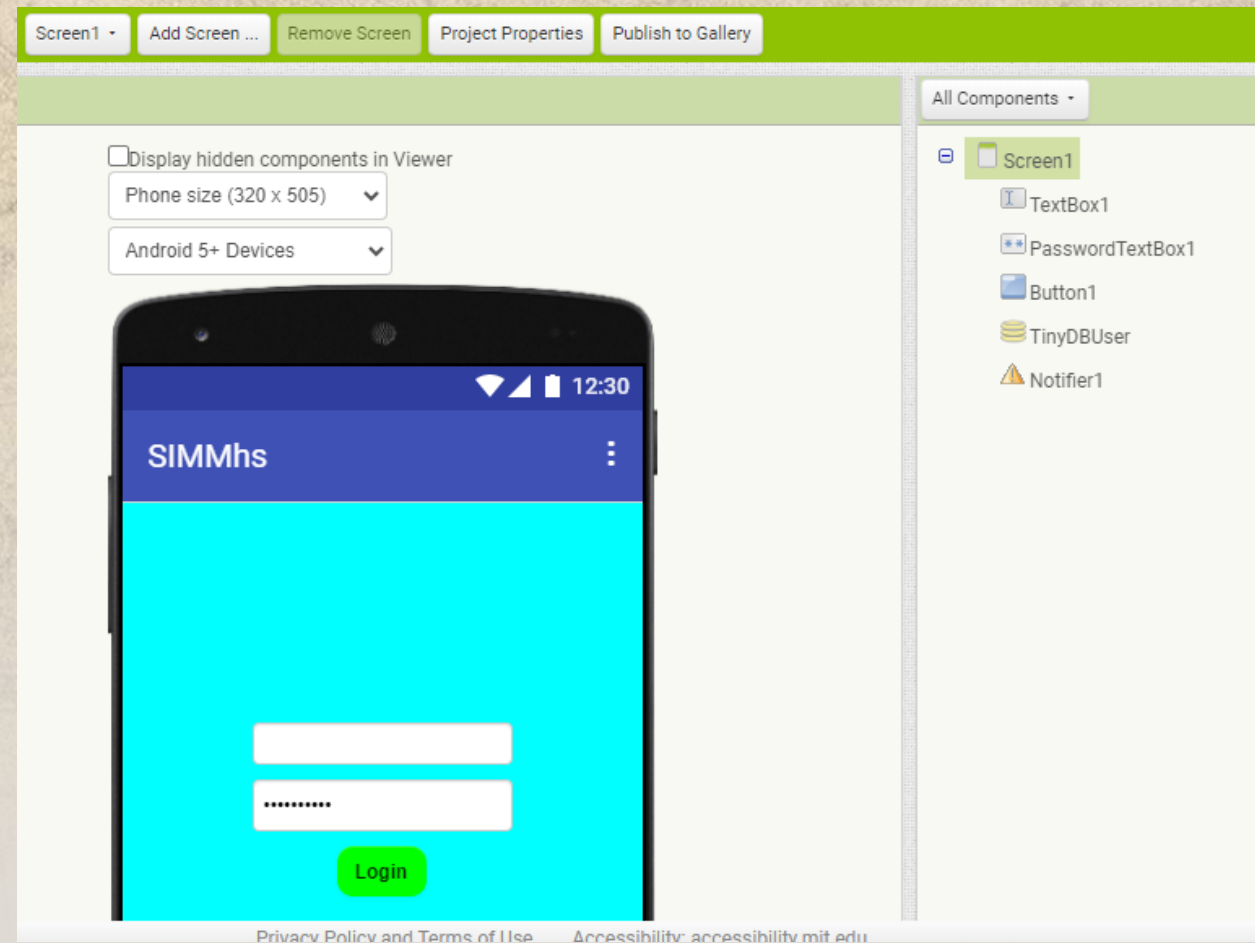 Screen1 Add Screen ... Remove Screen Project Properties Publish to Gallery
All Components
Display hidden components in Viewer
Phone size (320 x 505)
Android 5+ Devices
12:30
SIMMhs
Login
Screen1
TextBox1
PasswordTextBox1
Button1
TinyDBUser
Notifier1
Privacy Policy and Terms of Use Accessibility: accessibility.mit.edu